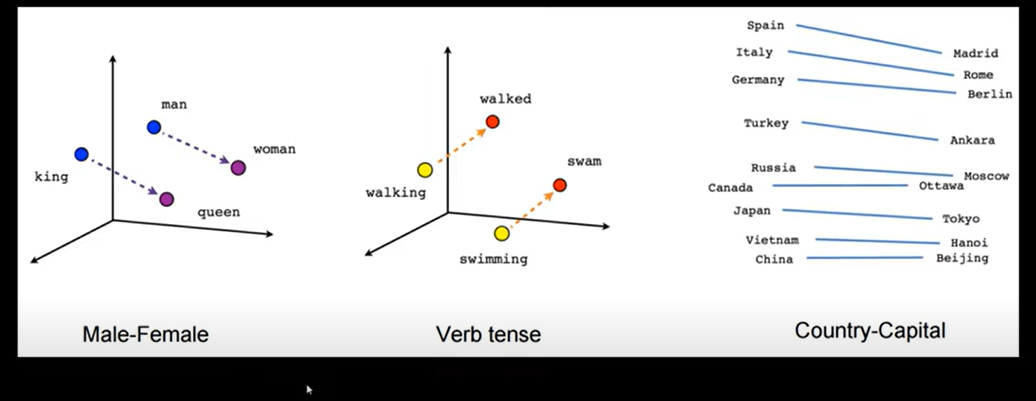 man
woman
king
queen
Male-Female
walked
walking
swam
swimming
Verb tense
Spain
Madrid
Italy
Rome
Germany
Berlin
Turkey
Ankara
Russia
Moscow
Canada
Ottawa
Japan
Tokyo
Vietnam
Hanoi
China
Beijing
Country-Capital